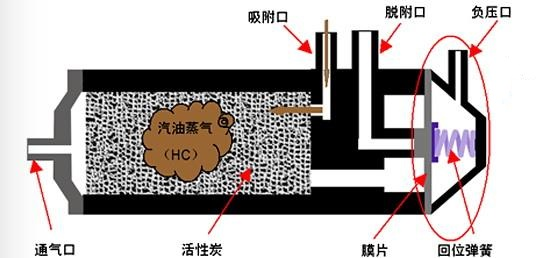 吸附口
脱附口
负压口
汽油蒸气
（HC）
通气口
活性炭
膜片
回位弹簧